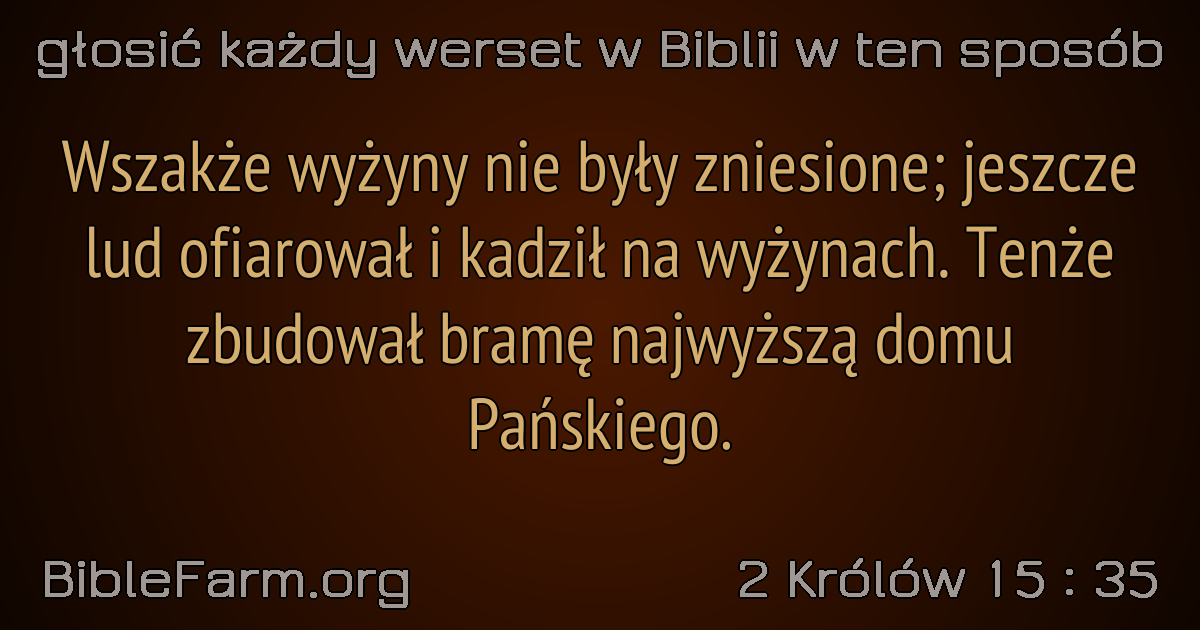 głosić każdy werset w Biblii w ten sposób
Wszakże wyżyny nie były zniesione; jeszcze
lud ofiarował i kadził na wyżynach. Tenże
zbudował bramę najwyższą domu
Pańskiego.
BibleFarm.org
2 Królów 15 : 35